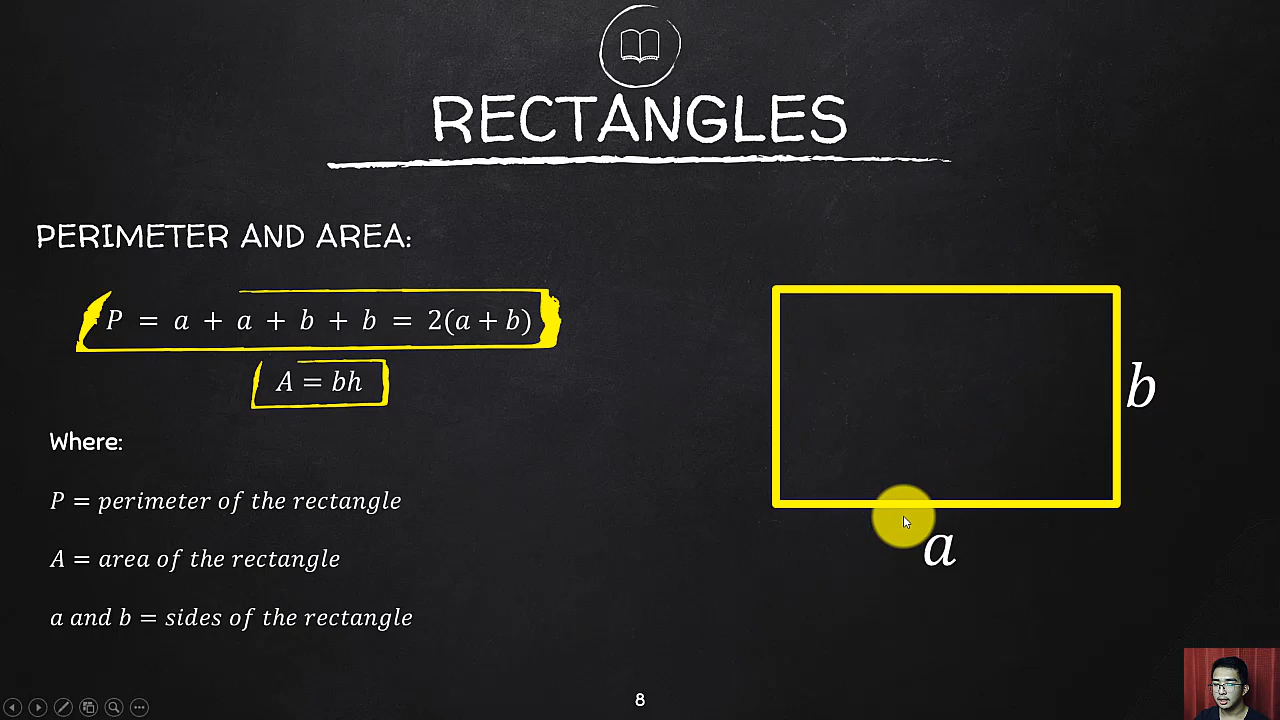 RECTANGLES
PERIMETER AND AREA:
P = a + a + b + b = 2(a + b)
A = bh
Where:
P = perimeter of the rectangle
A = area of the rectangle
a and b = sides of the rectangle
b
a
8